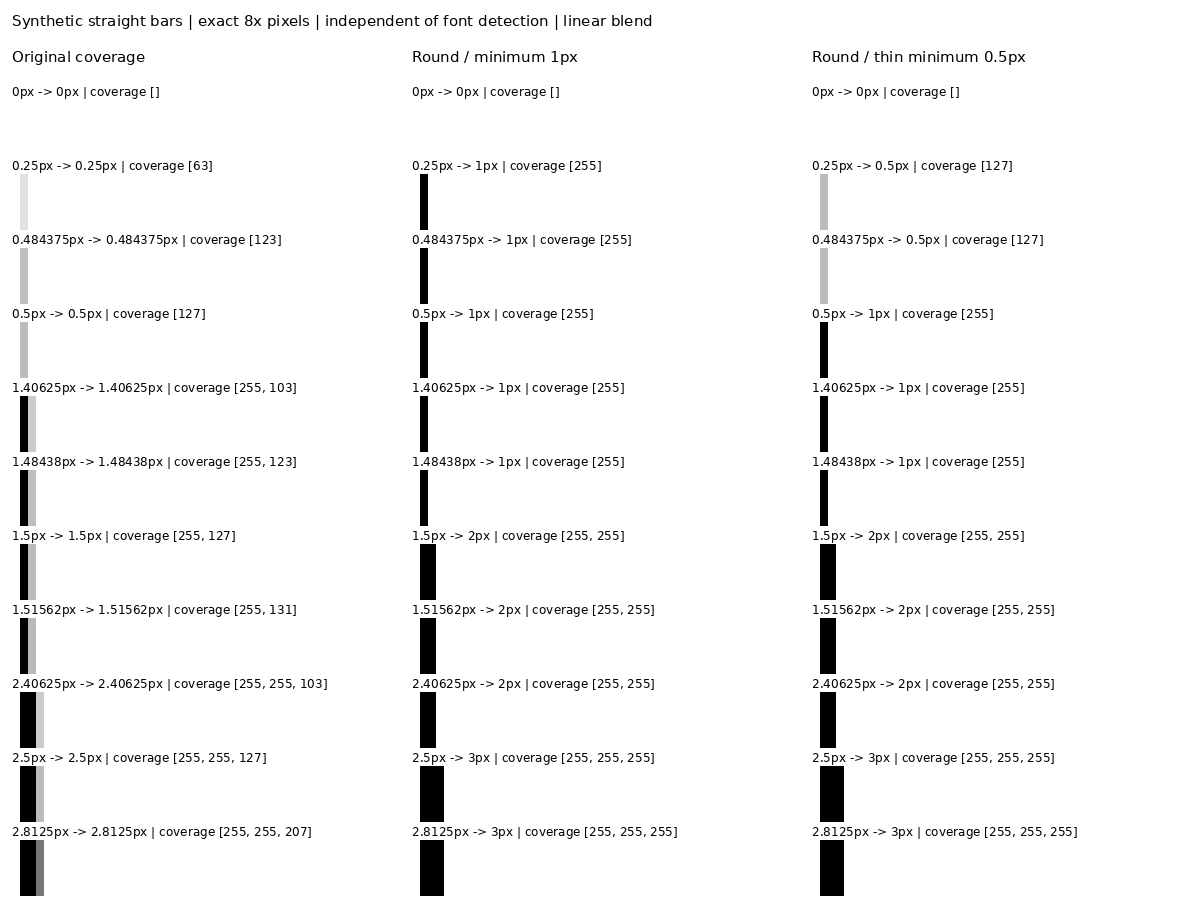 Synthetic straight bars | exact 8x pixels | independent of font detection | linear blend
Original coverage
Round / minimum 1px
Round / thin minimum 0.5px
0px -> 0px | coverage []
0px -> 0px | coverage []
0px -> 0px | coverage []
0.25px -> 0.25px | coverage [63]
0.25px -> 1px | coverage [255]
0.25px -> 0.5px | coverage [127]
0.484375px -> 0.484375px | coverage [123]
0.484375px -> 1px | coverage [255]
0.484375px -> 0.5px | coverage [127]
0.5px -> 0.5px | coverage [127]
0.5px -> 1px | coverage [255]
0.5px -> 1px | coverage [255]
1.40625px -> 1.40625px | coverage [255, 103]
1.40625px -> 1px | coverage [255]
1.40625px -> 1px | coverage [255]
1.48438px -> 1.48438px | coverage [255, 123]
1.48438px -> 1px | coverage [255]
1.48438px -> 1px | coverage [255]
1.5px -> 1.5px | coverage [255, 127]
1.5px -> 2px | coverage [255, 255]
1.5px -> 2px | coverage [255, 255]
1.51562px -> 1.51562px | coverage [255, 131]
1.51562px -> 2px | coverage [255, 255]
1.51562px -> 2px | coverage [255, 255]
2.40625px -> 2.40625px | coverage [255, 255, 103]
2.40625px -> 2px | coverage [255, 255]
2.40625px -> 2px | coverage [255, 255]
2.5px -> 2.5px | coverage [255, 255, 127]
2.5px -> 3px | coverage [255, 255, 255]
2.5px -> 3px | coverage [255, 255, 255]
2.8125px -> 2.8125px | coverage [255, 255, 207]
2.8125px -> 3px | coverage [255, 255, 255]
2.8125px -> 3px | coverage [255, 255, 255]